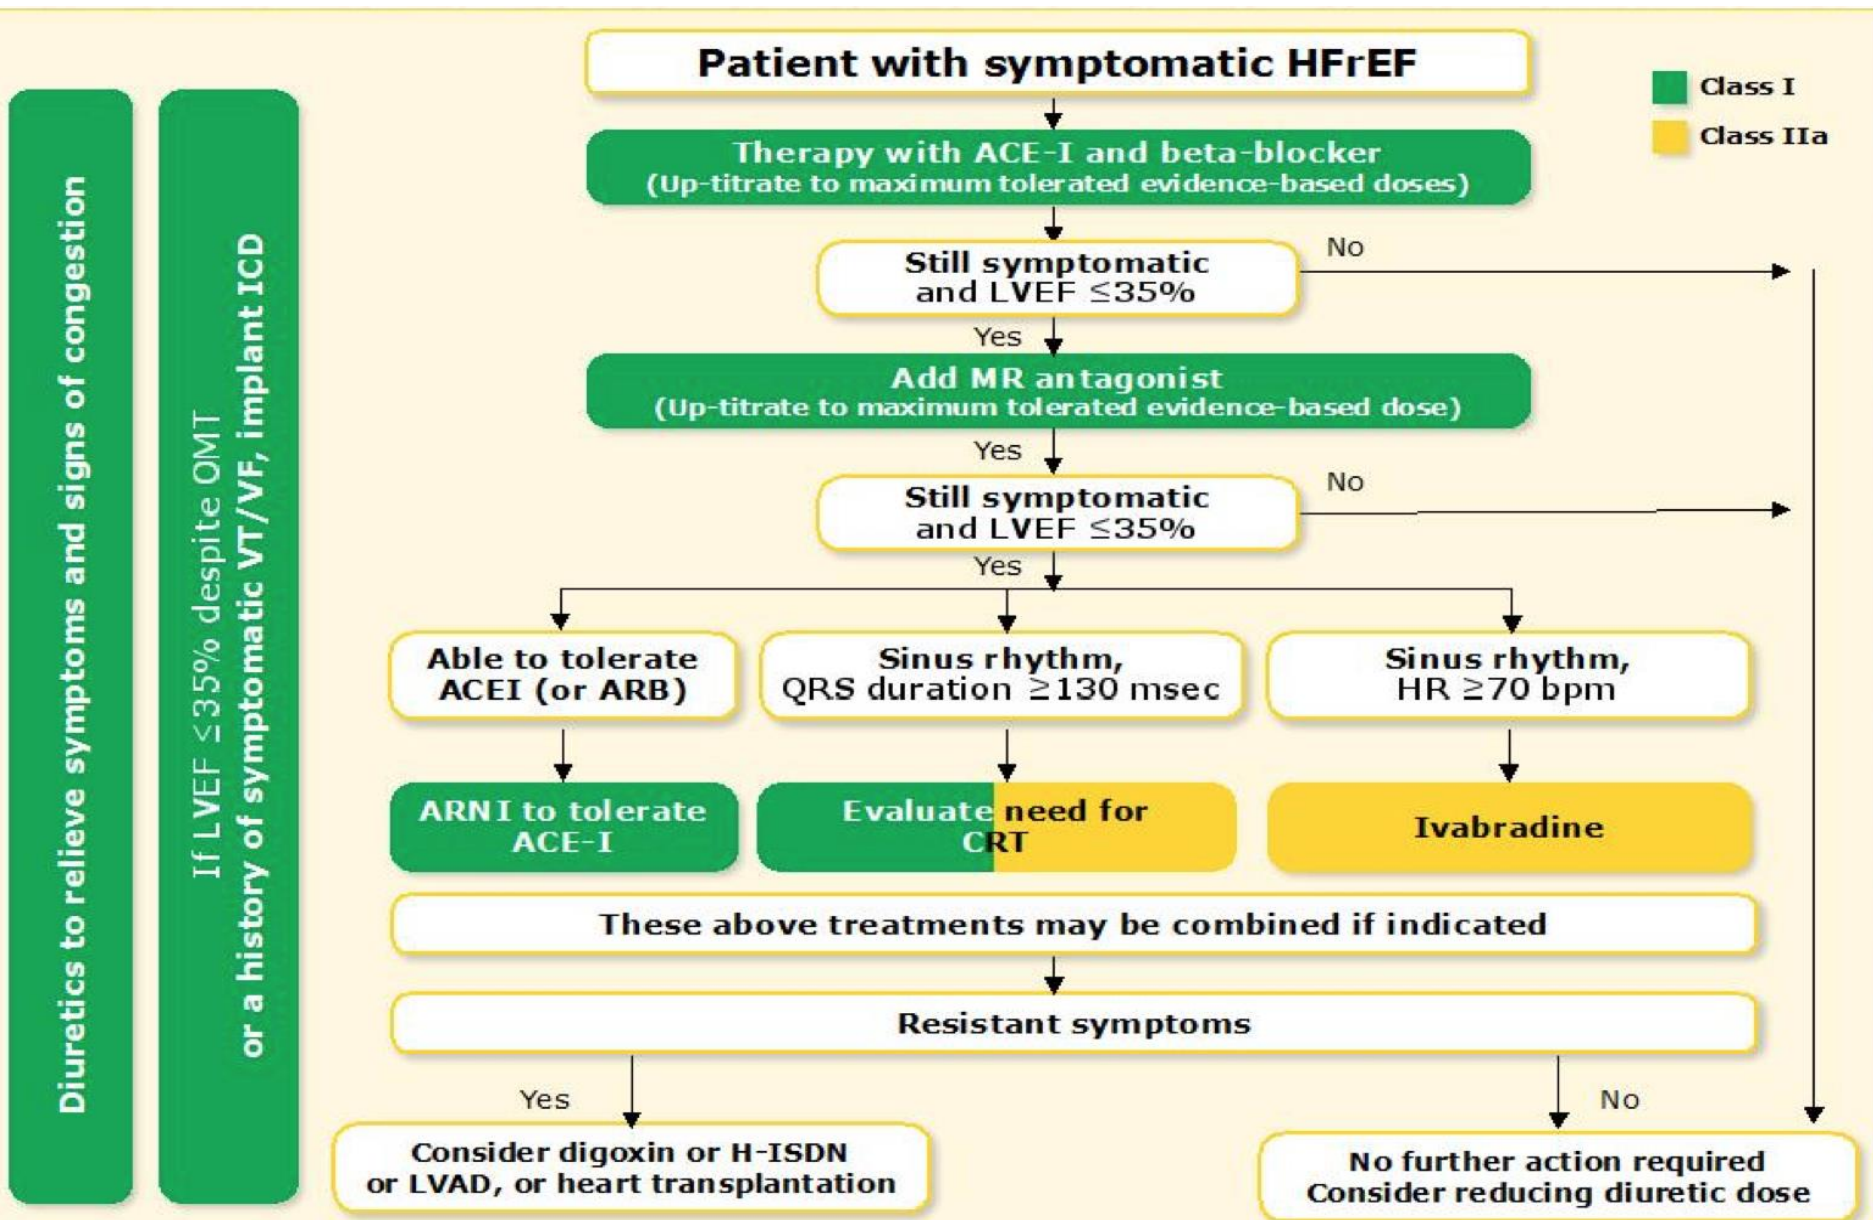 Patient with symptomatic HFrEF
Class I
Class IIa
Therapy with ACE-I and beta-blocker
(Up-titrate to maximum tolerated evidence-based doses)
Still symptomatic
and LVEF ≤35%
No
Yes
Add MR antagonist
(Up-titrate to maximum tolerated evidence-based dose)
Yes
Still symptomatic
and LVEF ≤35%
No
Yes
Able to tolerate
ACEI (or ARB)
Sinus rhythm,
QRS duration ≥130 msec
Sinus rhythm,
HR ≥70 bpm
ARNI to tolerate
ACE-I
Evaluate need for
CRT
Ivabradine
These above treatments may be combined if indicated
Resistant symptoms
Yes
No
Consider digoxin or H-ISDN
or LVAD, or heart transplantation
No further action required
Consider reducing diuretic dose
Diuretics to relieve symptoms and signs of congestion
If LVEF ≤35% despite OMT
or a history of symptomatic VT/VF, implant ICD